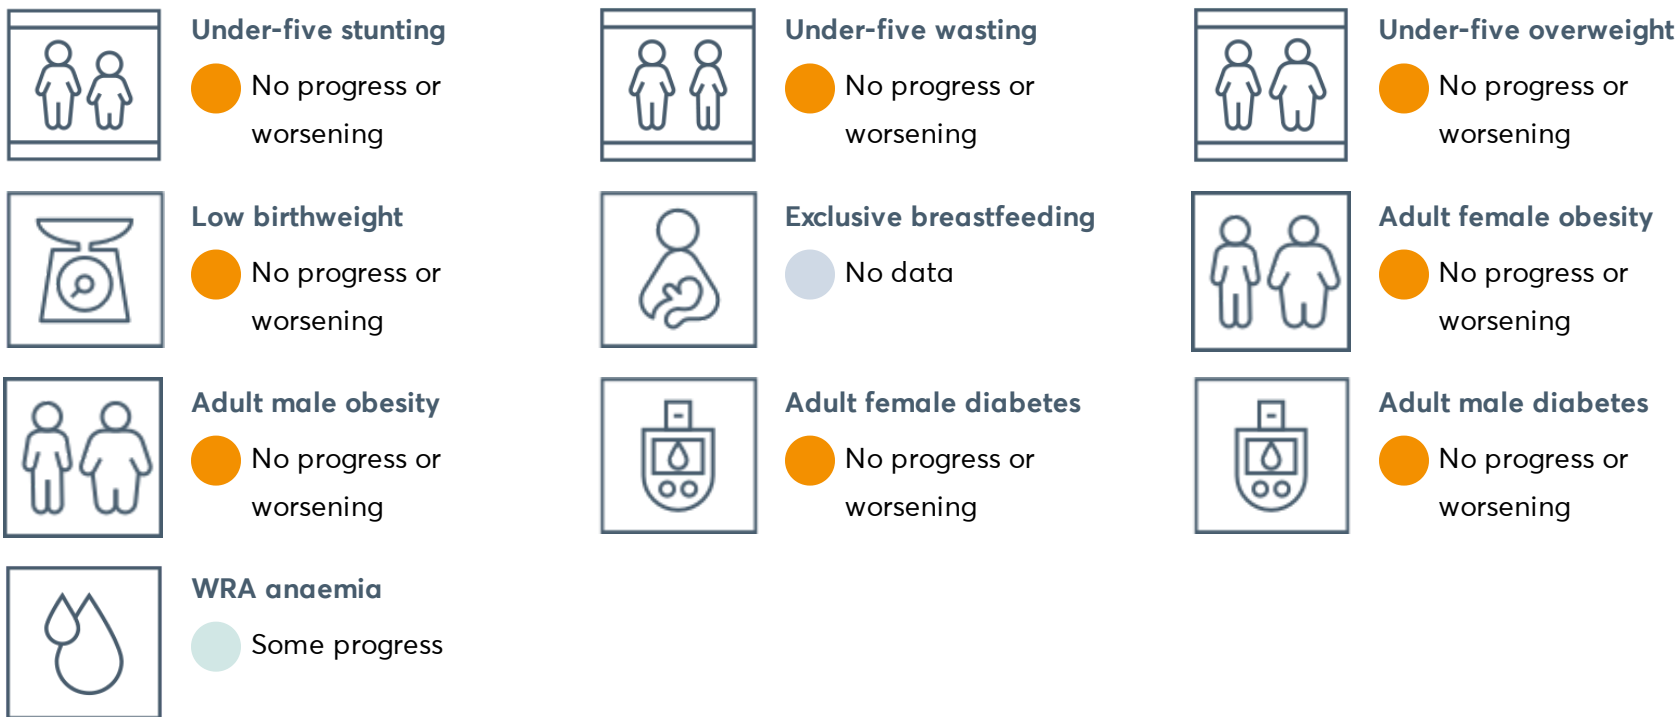 Under-five stunting
No progress or
worsening
Under-five wasting
No progress or
worsening
Under-five overweight
No progress or
worsening
Low birthweight
No progress or
worsening
Exclusive breastfeeding
No data
Adult female obesity
No progress or
worsening
Adult male obesity
No progress or
worsening
Adult female diabetes
No progress or
worsening
Adult male diabetes
No progress or
worsening
WRA anaemia
Some progress